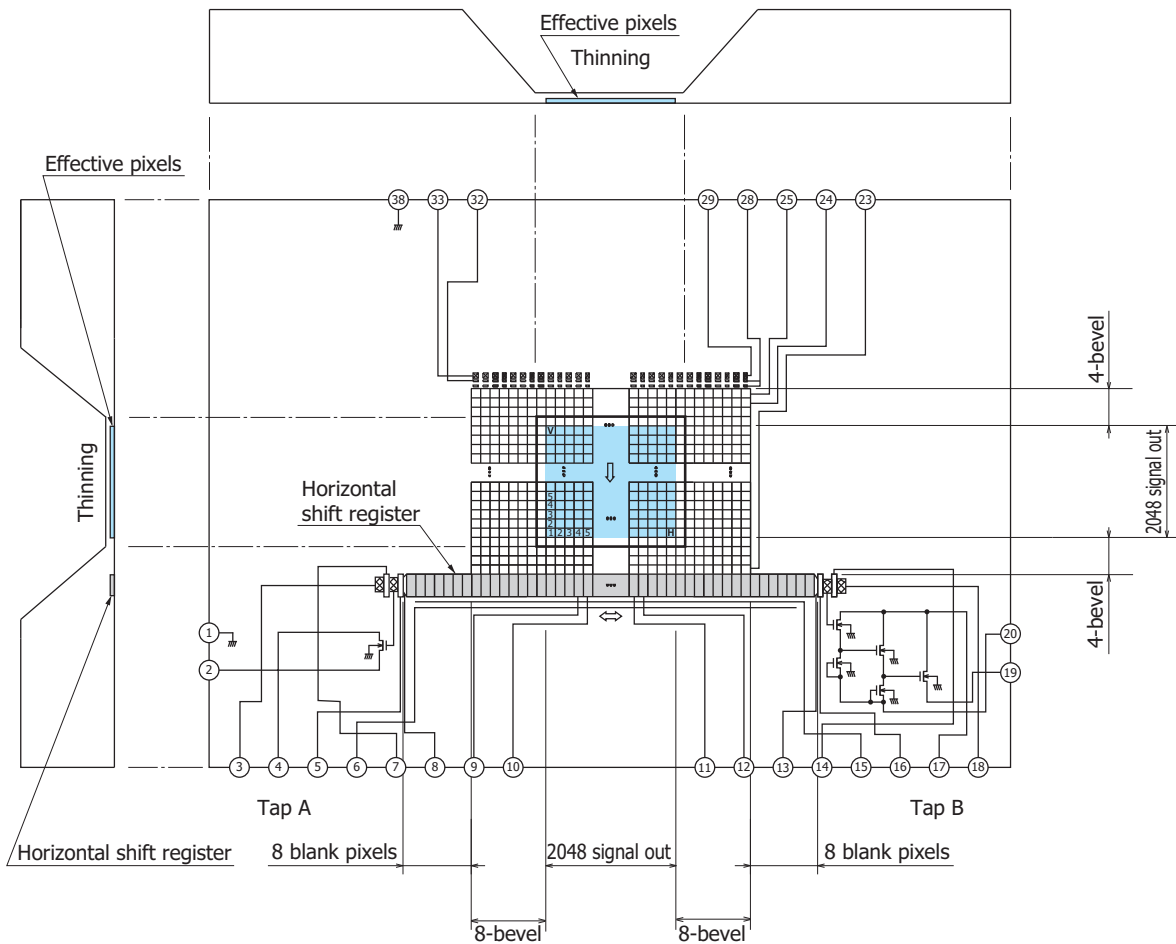 Effective pixels
Thinning
Effective pixels
38
33
32
29
28
25
24
23
4-bevel
V
Thinning
2048 signal out
Horizontal
shift register
5
4
3
2
1 2 3 4 5
H
4-bevel
1
2
20
19
3
4
5
6
7
8
9
10
11
12
13
14
15
16
17
18
Tap A
Tap B
Horizontal shift register
8 blank pixels
2048 signal out
8 blank pixels
8-bevel
8-bevel